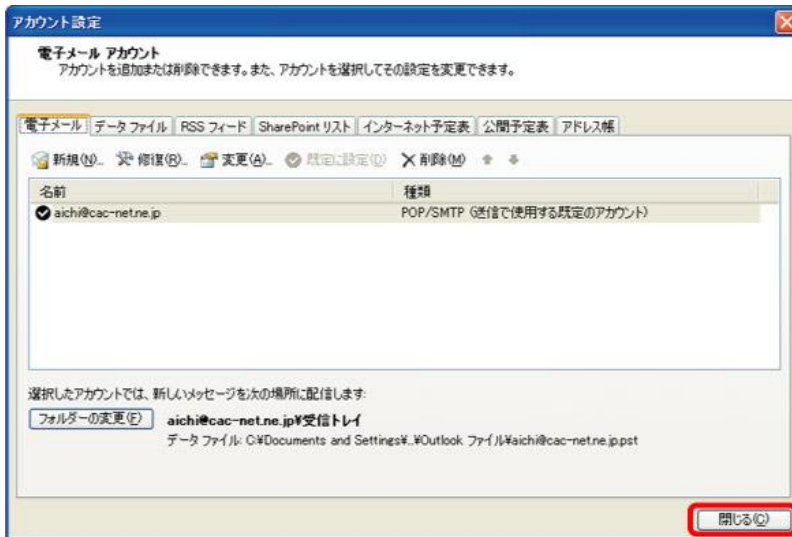 アカウント設定
電子メール アカウント
アカウントを追加または削除できます。また、アカウントを選択してその設定を変更できます。
電子メール データ ファイル RSS フィード SharePoint リスト インターネット予定表 公開予定表 アドレス帳
新規(N)... 修復(R)... 変更(A)... 既定に設定(D) 削除(M)
名前 種類
aichi@cac-net.ne.jp POP/SMTP (送信で使用する既定のアカウント)
選択したアカウントでは、新しいメッセージを次の場所に配信します:
フォルダーの変更(F) aichi@cac-net.ne.jp¥受信トレイ
データ ファイル: C:¥Documents and Settings¥...¥Outlook ファイル¥aichi@cac-net.ne.jp.pst
閉じる(C)